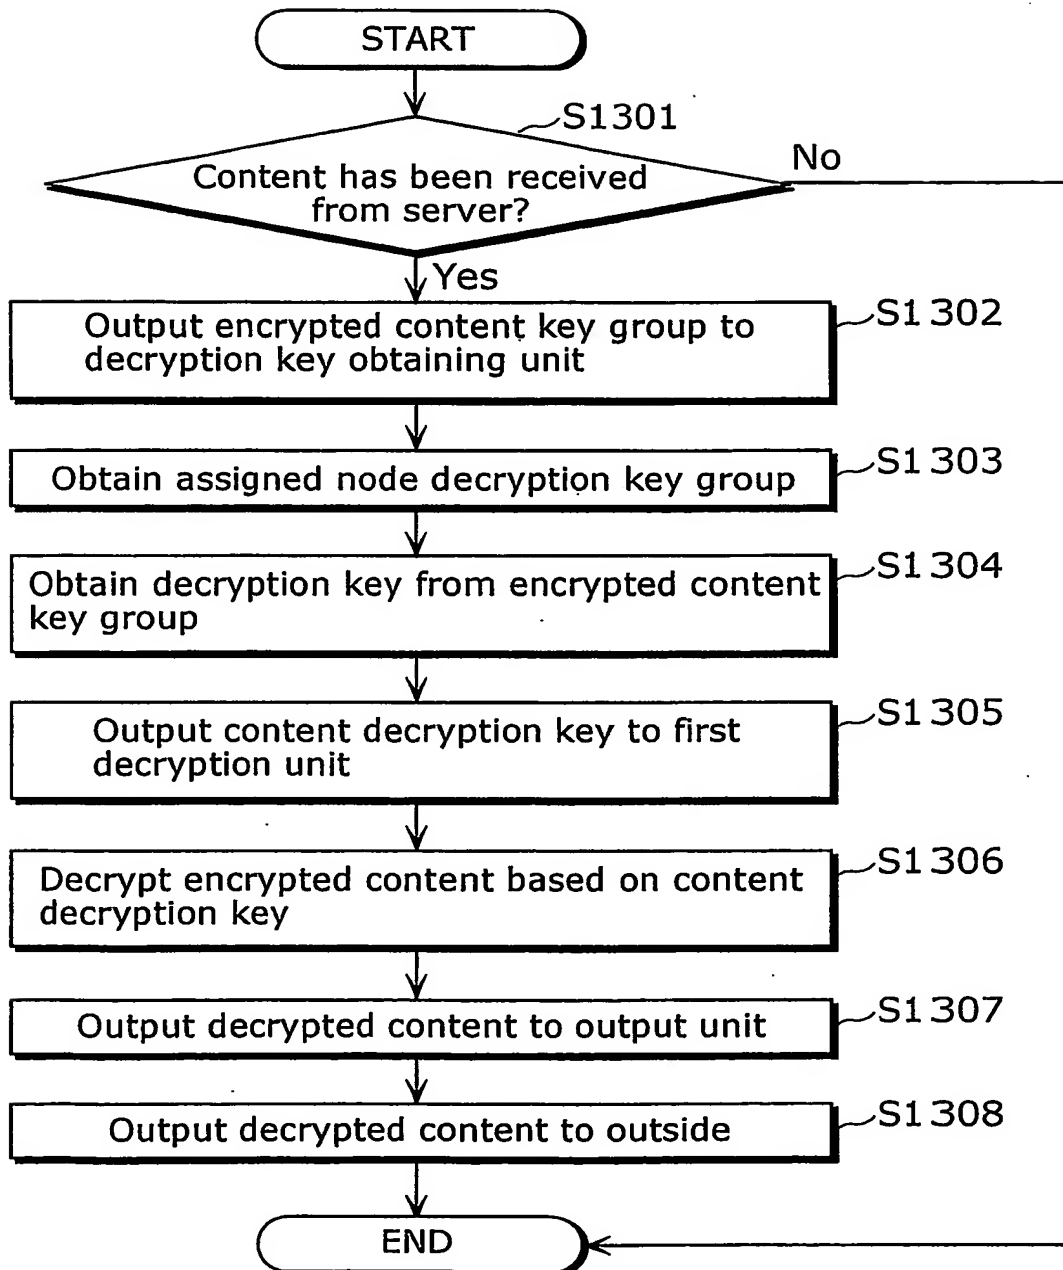 START
S1301
Content has been received
from server?
No
Yes
Output encrypted content key group to
decryption key obtaining unit
S1302
Obtain assigned node decryption key group
S1303
Obtain decryption key from encrypted content
key group
S1304
Output content decryption key to first
decryption unit
S1305
Decrypt encrypted content based on content
decryption key
S1306
Output decrypted content to output unit
S1307
Output decrypted content to outside
S1308
END